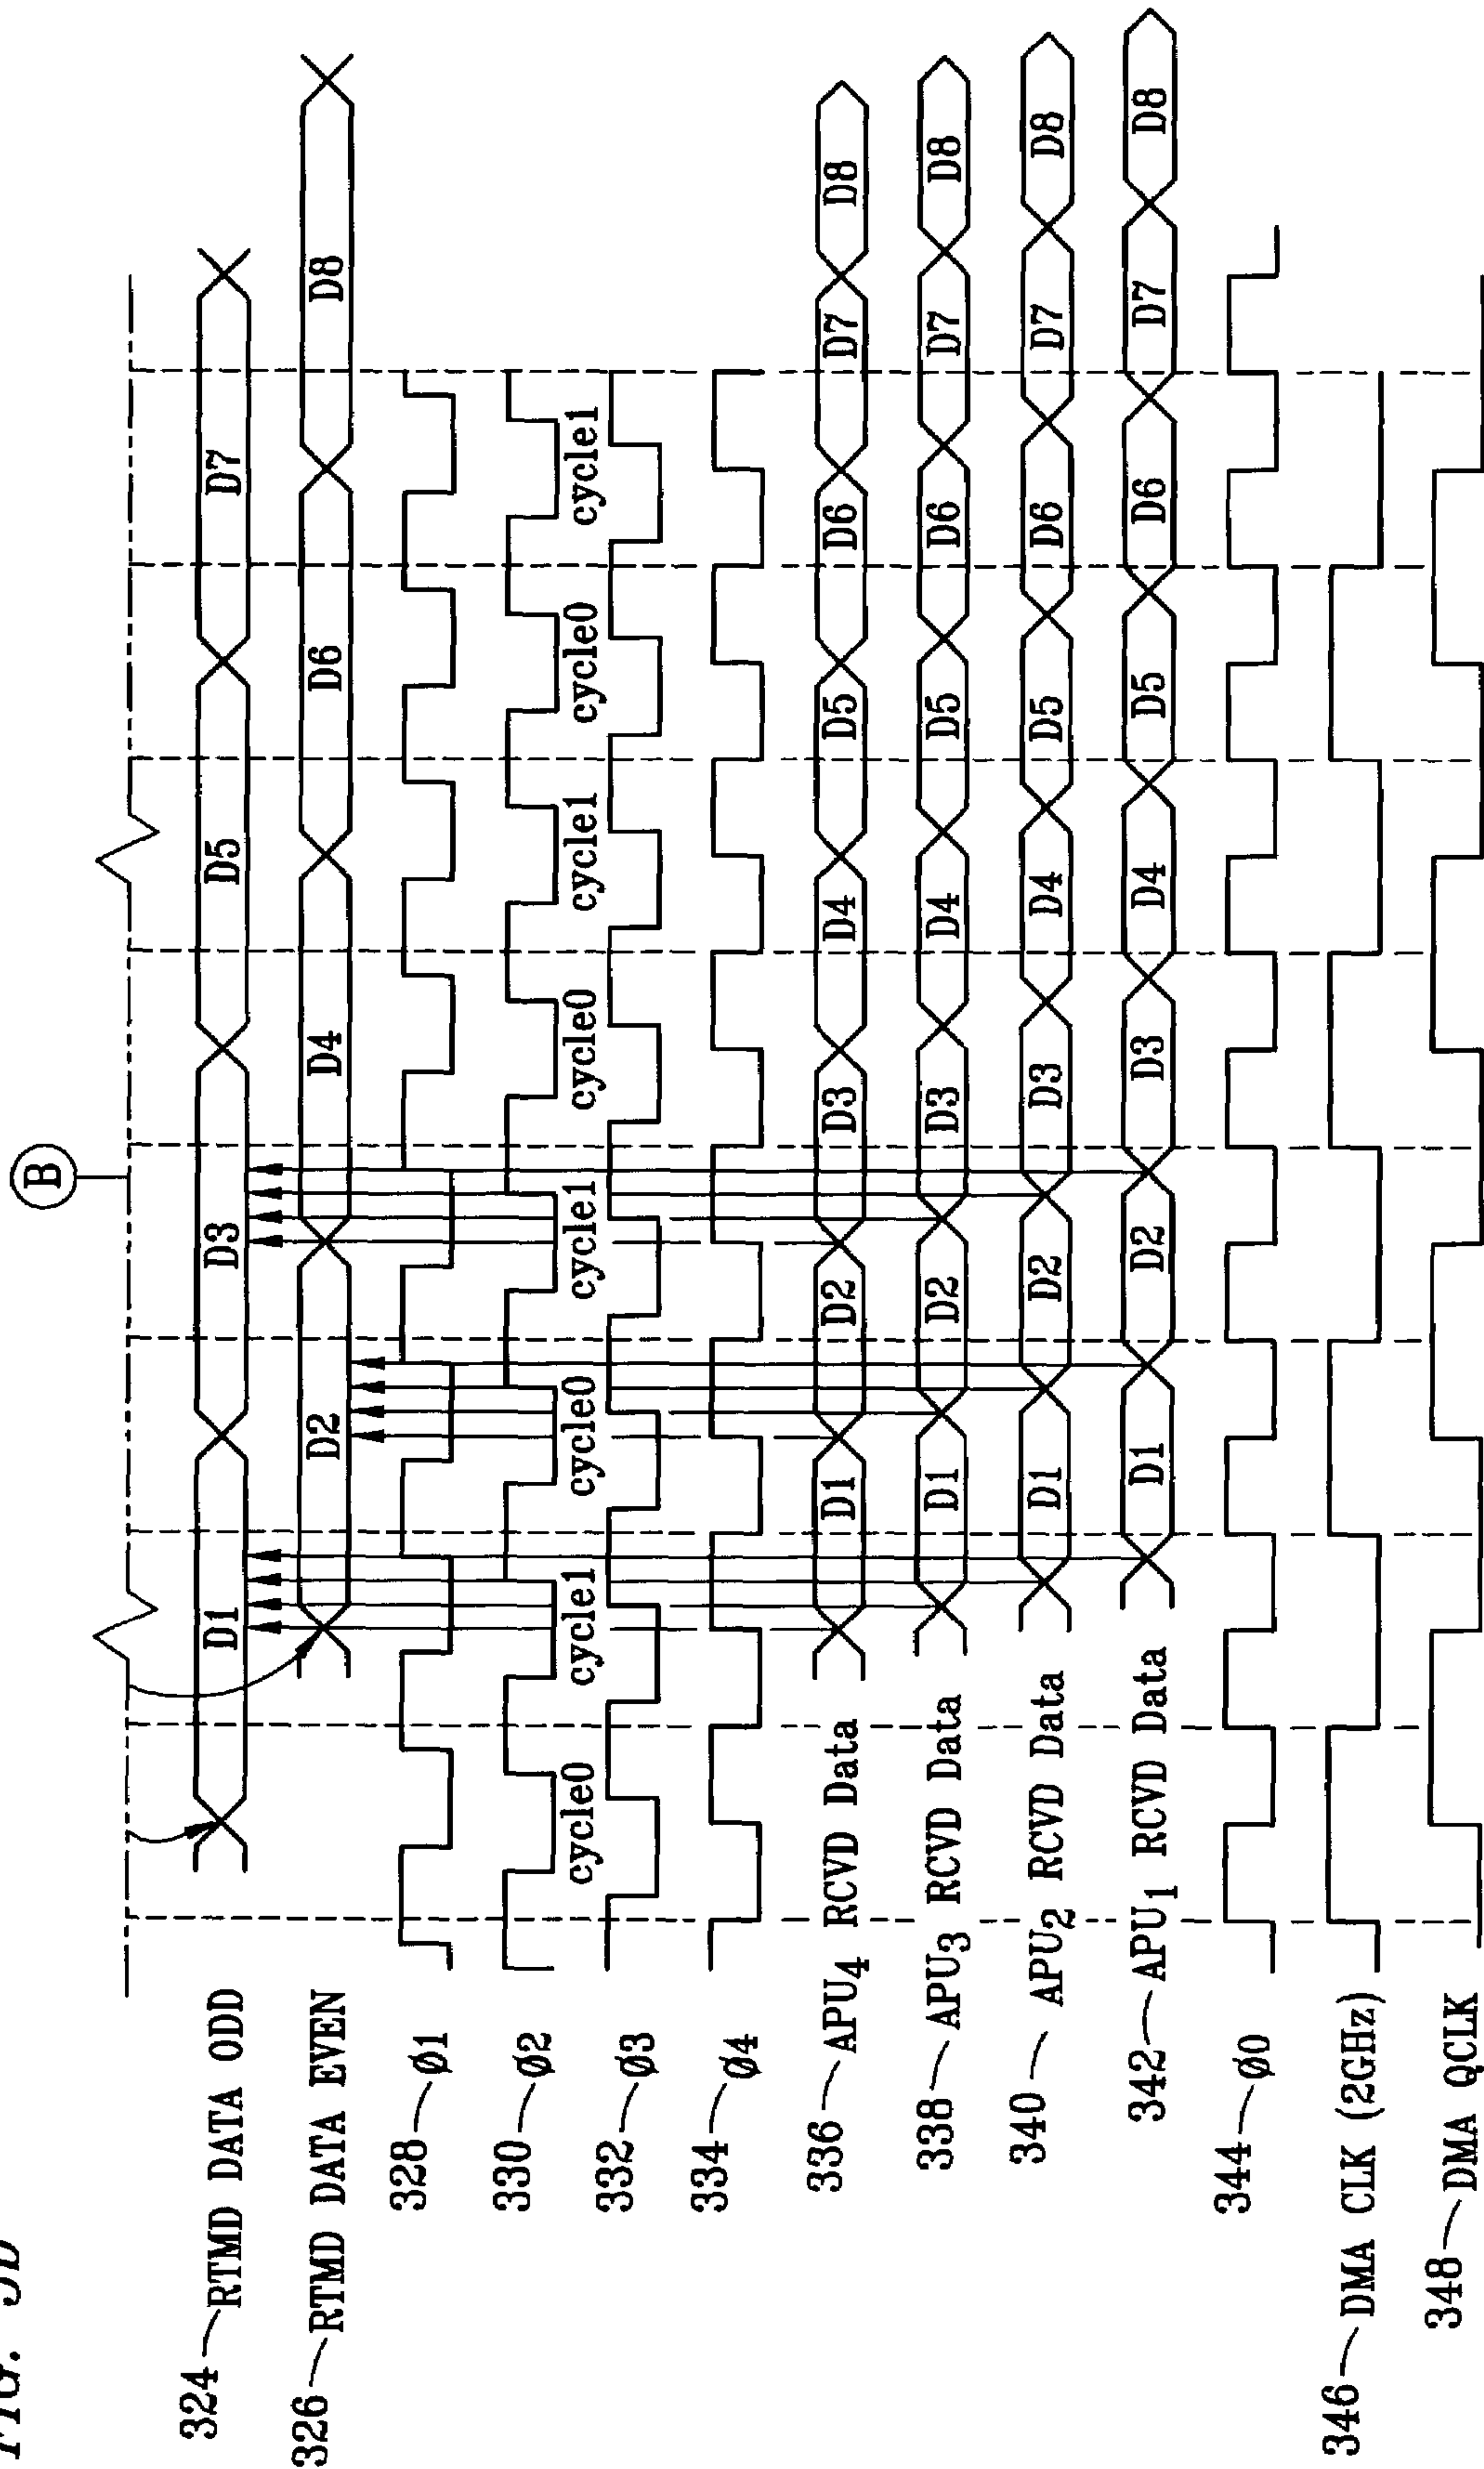 B
324 RTMD DATA ODD D1 D3 D5 D7
326 RTMD DATA EVEN D2 D4 D6 D8
328 Ø1
330 Ø2
cycle0 cycle1 cycle0 cycle1 cycle0 cycle1 cycle0 cycle1
332 Ø3
334 Ø4
336 APU4 RCVD Data D1 D2 D3 D4 D5 D6 D7 D8
338 APU3 RCVD Data D1 D2 D3 D4 D5 D6 D7 D8
340 APU2 RCVD Data D1 D2 D3 D4 D5 D6 D7 D8
342 APU1 RCVD Data D1 D2 D3 D4 D5 D6 D7 D8
344 Ø0
346 DMA CLK (2GHz)
348 DMA QCLK